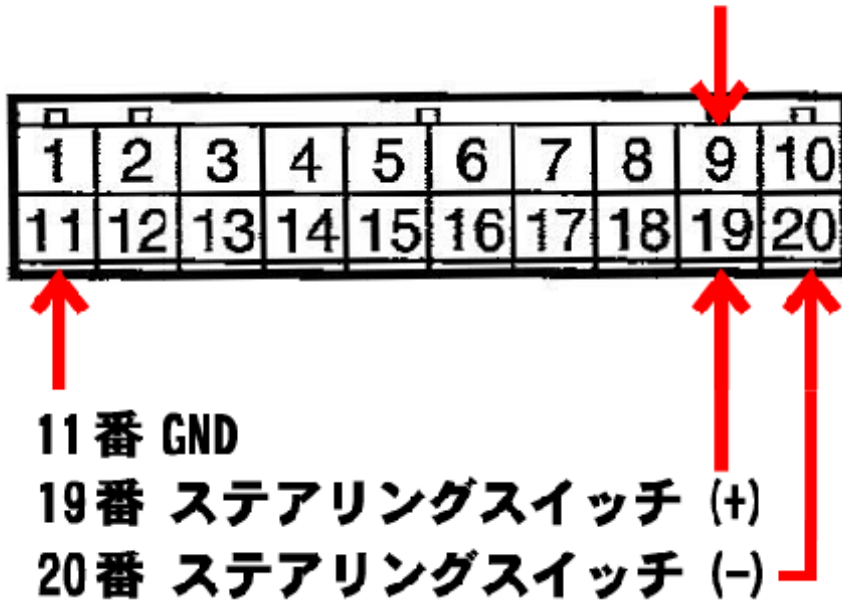 1 2 3 4 5 6 7 8 9 10
11 12 13 14 15 16 17 18 19 20
11番 GND
19番 ステアリングスイッチ (+)
20番 ステアリングスイッチ (−)